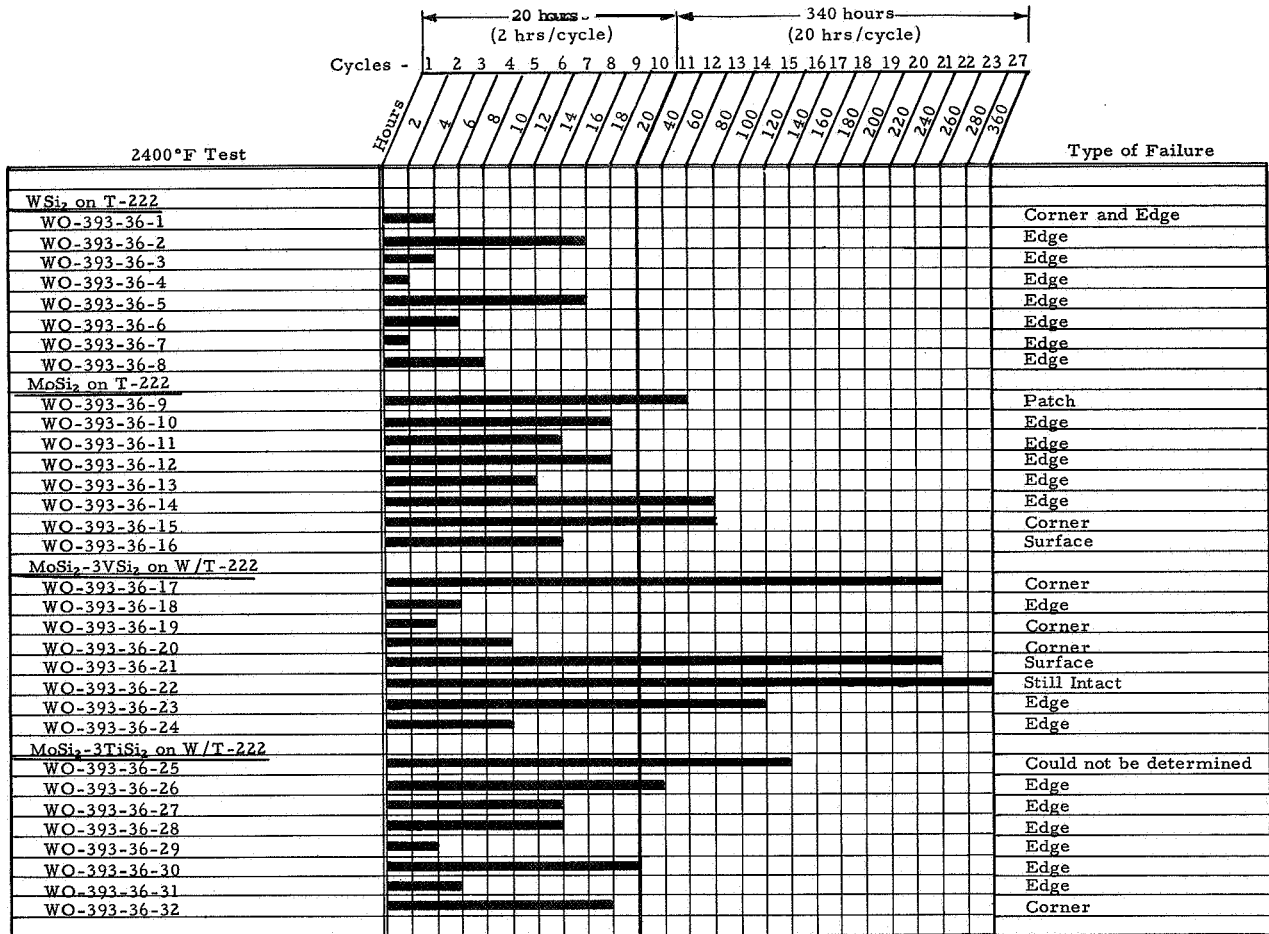 20 hours 340 hours
(2 hrs/cycle) (20 hrs/cycle)
Cycles - 1 2 3 4 5 6 7 8 9 10 11 12 13 14 15 16 17 18 19 20 21 22 23 27
Hours 2 4 6 8 10 12 14 16 18 20 40 60 80 100 120 140 160 180 200 220 240 260 280 360
2400°F Test Type of Failure
WSi₂ on T-222
WO-393-36-1 Corner and Edge
WO-393-36-2 Edge
WO-393-36-3 Edge
WO-393-36-4 Edge
WO-393-36-5 Edge
WO-393-36-6 Edge
WO-393-36-7 Edge
WO-393-36-8 Edge
MoSi₂ on T-222
WO-393-36-9 Patch
WO-393-36-10 Edge
WO-393-36-11 Edge
WO-393-36-12 Edge
WO-393-36-13 Edge
WO-393-36-14 Edge
WO-393-36-15 Corner
WO-393-36-16 Surface
MoSi₂-3VSi₂ on W/T-222
WO-393-36-17 Corner
WO-393-36-18 Edge
WO-393-36-19 Corner
WO-393-36-20 Corner
WO-393-36-21 Surface
WO-393-36-22 Still Intact
WO-393-36-23 Edge
WO-393-36-24 Edge
MoSi₂-3TiSi₂ on W/T-222
WO-393-36-25 Could not be determined
WO-393-36-26 Edge
WO-393-36-27 Edge
WO-393-36-28 Edge
WO-393-36-29 Edge
WO-393-36-30 Edge
WO-393-36-31 Edge
WO-393-36-32 Corner